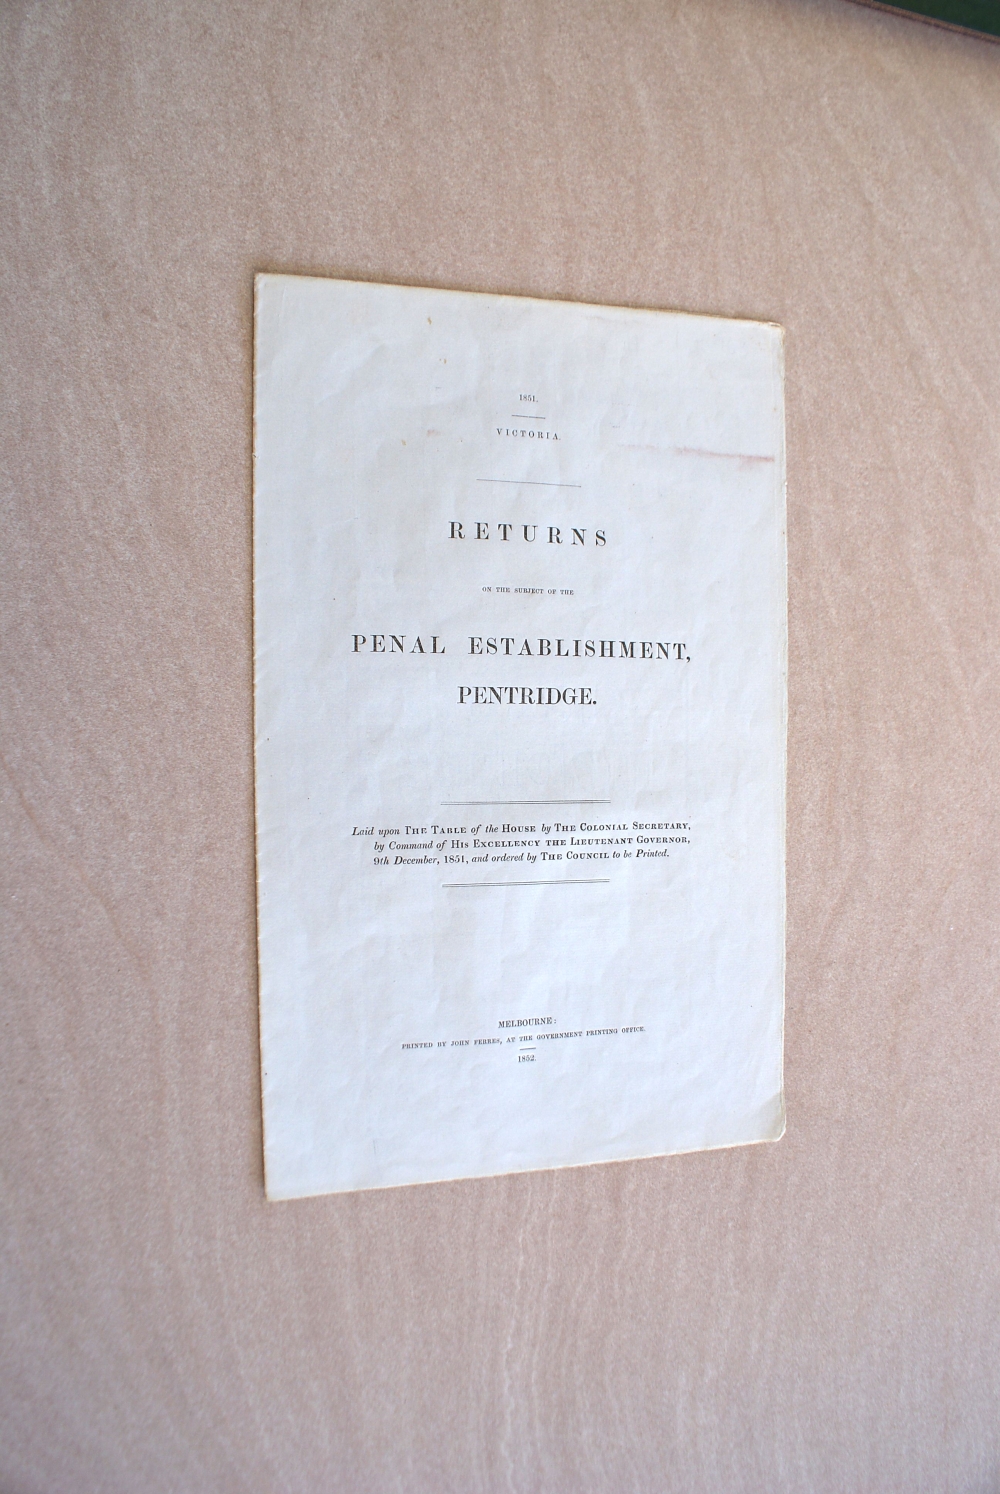 1851.
VICTORIA.
RETURNS
ON THE SUBJECT OF THE
PENAL ESTABLISHMENT,
PENTRIDGE.
Laid upon THE TABLE of the HOUSE by THE COLONIAL SECRETARY,
by Command of HIS EXCELLENCY THE LIEUTENANT GOVERNOR,
9th December, 1851, and ordered by THE COUNCIL to be Printed.
MELBOURNE:
PRINTED BY JOHN FERRES, AT THE GOVERNMENT PRINTING OFFICE.
1852.